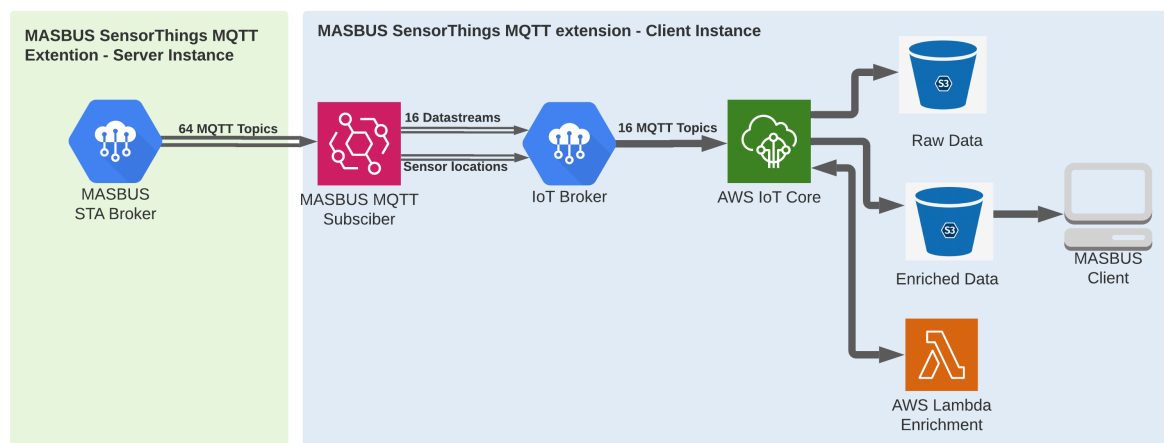 MASBUS SensorThings MQTT
Extention - Server Instance
MASBUS SensorThings MQTT extension - Client Instance
64 MQTT Topics
MASBUS
STA Broker
16 Datastreams
Sensor locations
MASBUS MQTT
Subsciber
IoT Broker
16 MQTT Topics
AWS IoT Core
S3
Raw Data
S3
Enriched Data
MASBUS
Client
AWS Lambda
Enrichment